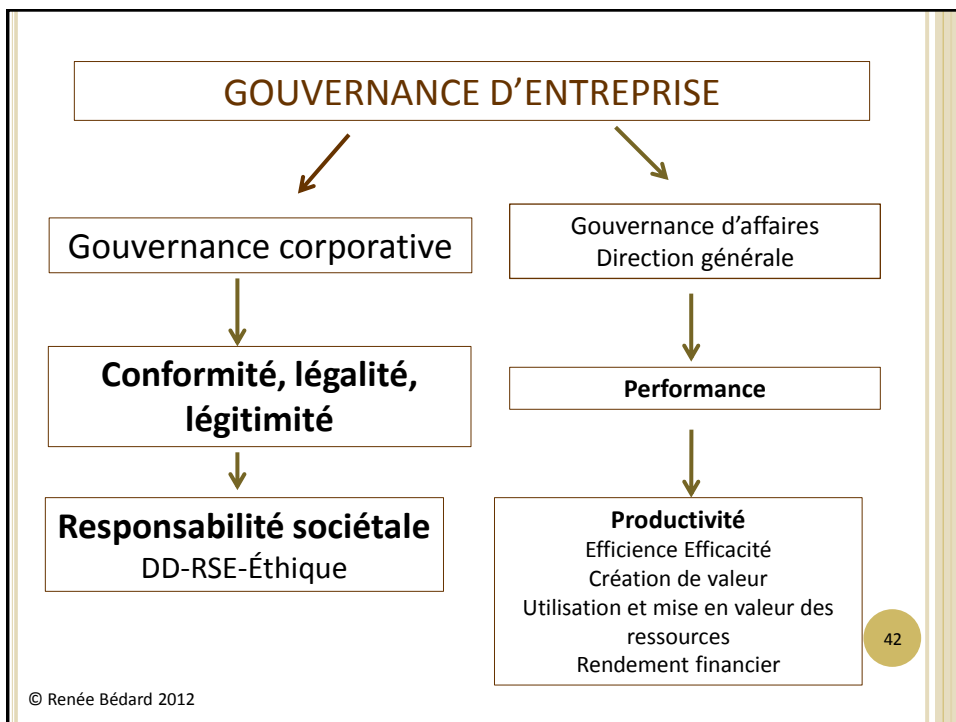 GOUVERNANCE D’ENTREPRISE
Gouvernance corporative
Conformité, légalité,
légitimité
Responsabilité sociétale
DD-RSE-Éthique
Gouvernance d’affaires
Direction générale
Performance
Productivité
Efficience Efficacité
Création de valeur
Utilisation et mise en valeur des
ressources
Rendement financier
42
© Renée Bédard 2012